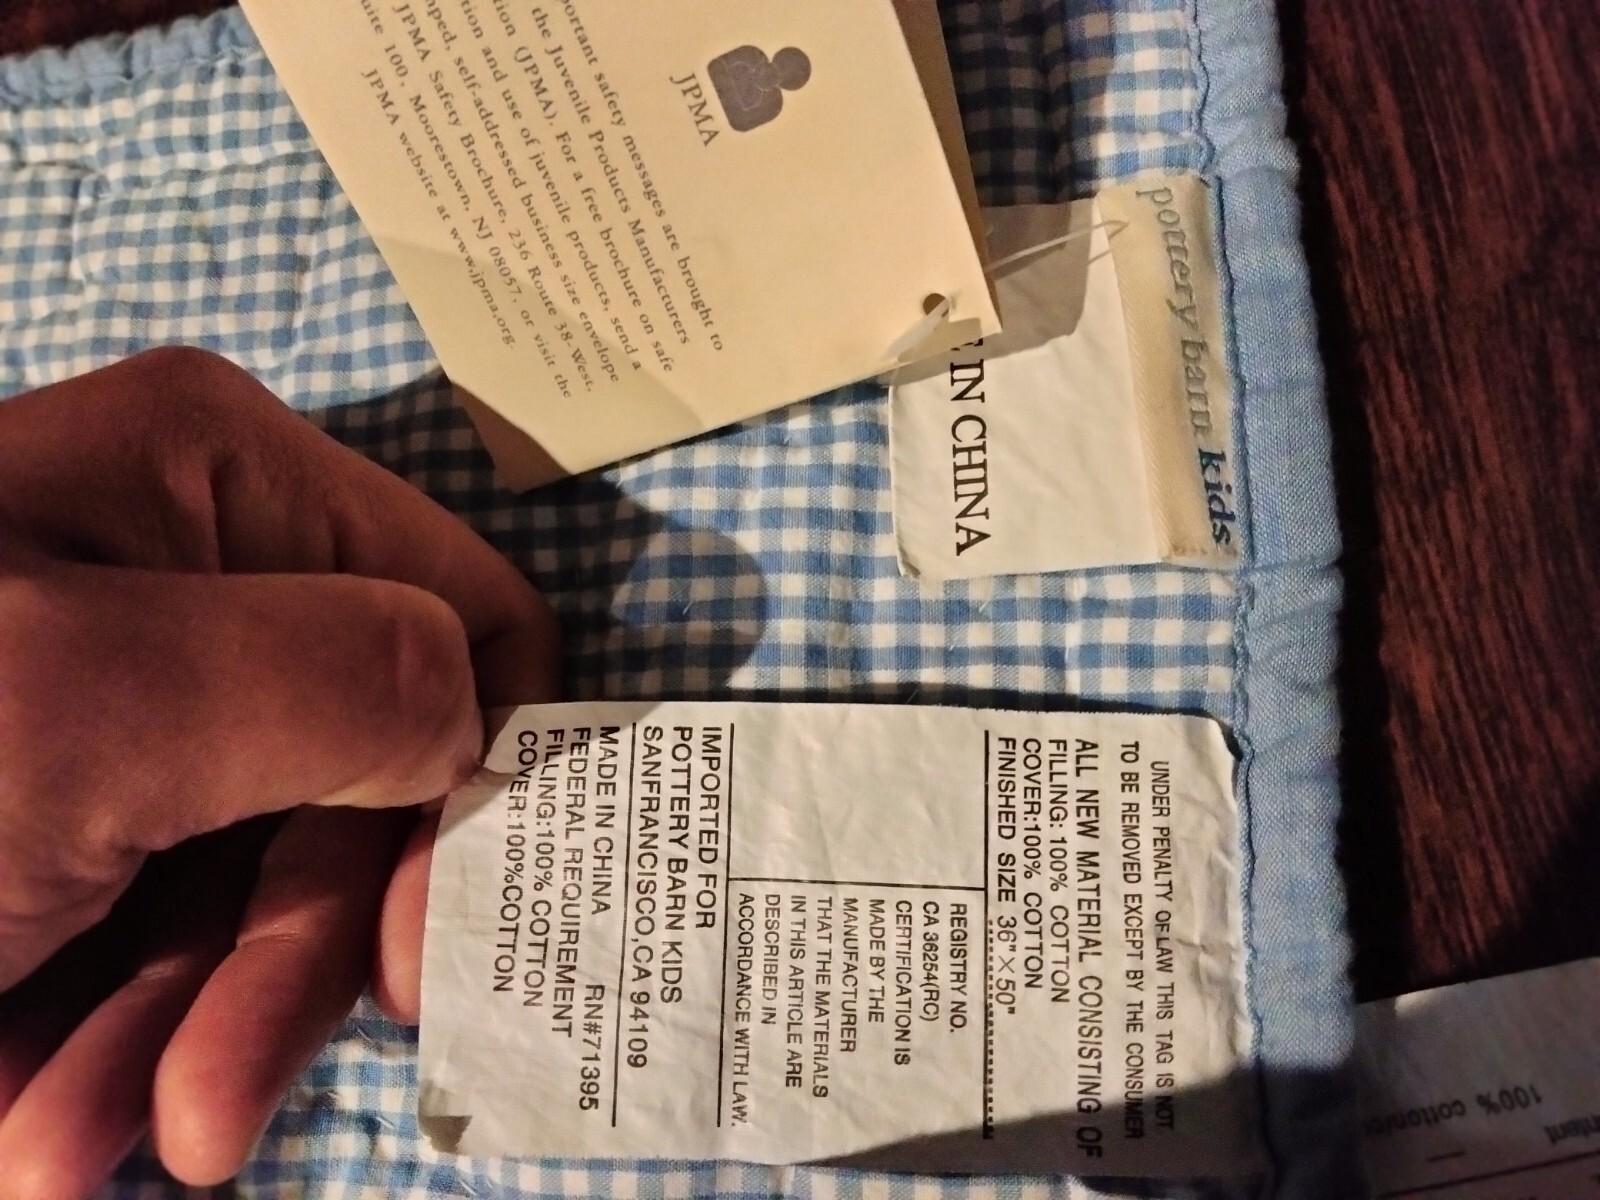 JPMA
portant safety messages are brought to
the Juvenile Products Manufacturers
tion (JPMA). For a free brochure on safe
tion and use of juvenile products, send a
mped, self-addressed business size envelope
JPMA Safety Brochure, 236 Route 38-West,
uite 100, Moorestown, NJ 08057, or visit the
JPMA website at www.jpma.org.
pottery barn kids
IN CHINA
UNDER PENALTY OF LAW THIS TAG IS NOT
TO BE REMOVED EXCEPT BY THE CONSUMER
ALL NEW MATERIAL CONSISTING OF
FILLING: 100% COTTON
COVER:100% COTTON
FINISHED SIZE 36"×50"
REGISTRY NO.
CA 36254(RC)
CERTIFICATION IS
MADE BY THE
MANUFACTURER
THAT THE MATERIALS
IN THIS ARTICLE ARE
DESCRIBED IN
ACCORDANCE WITH LAW.
IMPORTED FOR
POTTERY BARN KIDS
SANFRANCISCO,CA 94109
MADE IN CHINA RN#71395
FEDERAL REQUIREMENT
FILLING:100% COTTON
COVER:100%COTTON
100% cotton